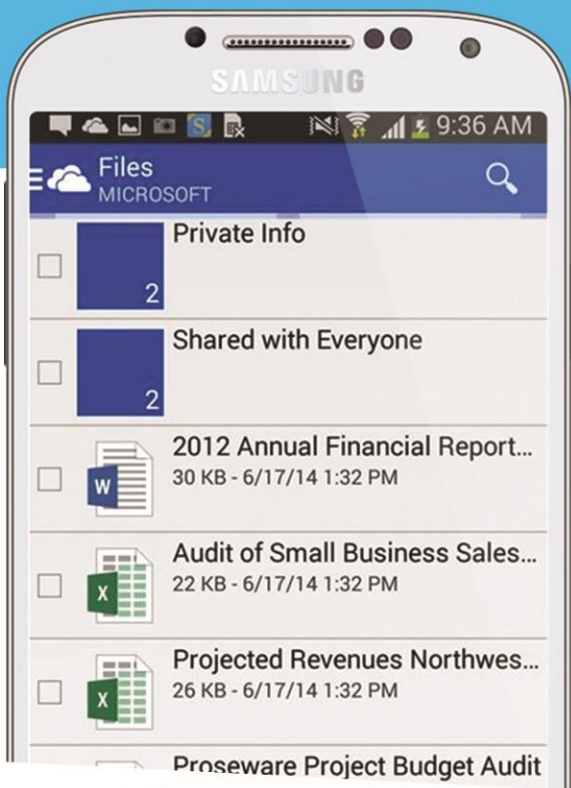 SAMSUNG
9:36 AM
Files
MICROSOFT
Private Info
2
Shared with Everyone
2
2012 Annual Financial Report...
W
30 KB - 6/17/14 1:32 PM
Audit of Small Business Sales...
X
22 KB - 6/17/14 1:32 PM
Projected Revenues Northwes...
X
26 KB - 6/17/14 1:32 PM
Proseware Project Budget Audit